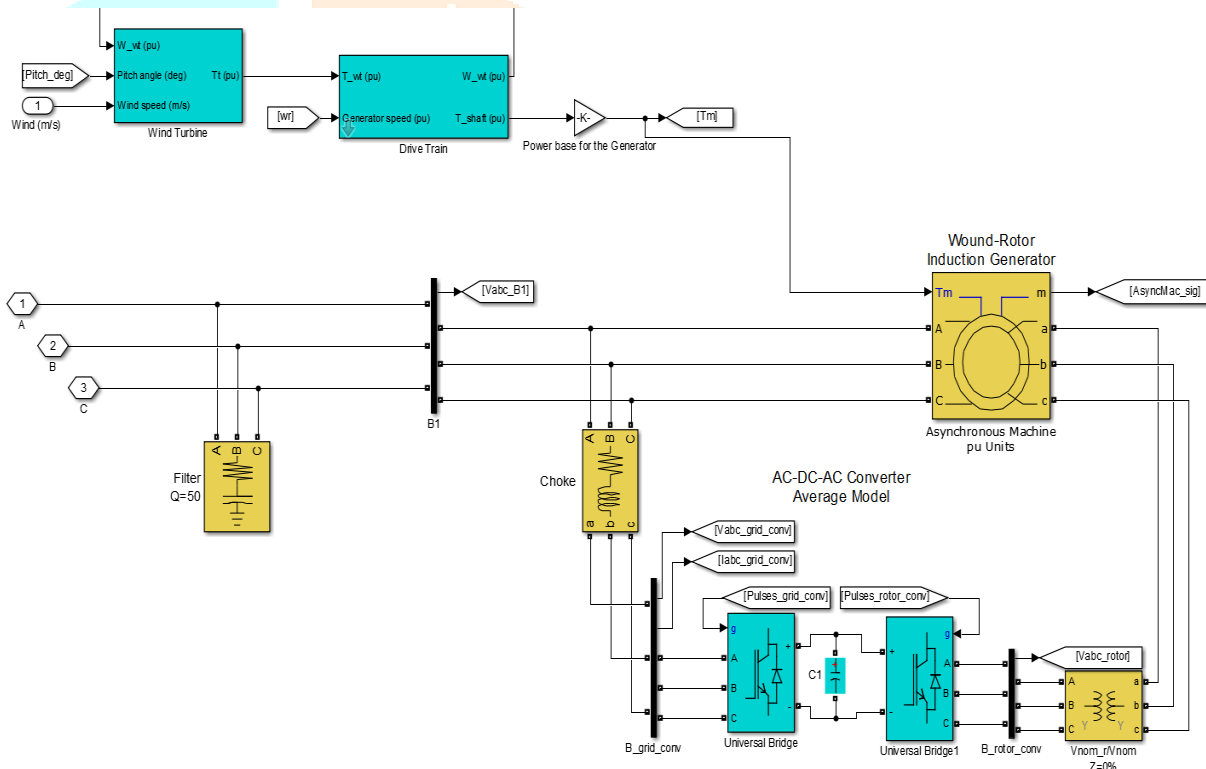 W_wt (pu)
[Pitch_deg]
Pitch angle (deg)
Tt (pu)
1
Wind speed (m/s)
Wind (m/s)
Wind Turbine
T_wt (pu)
W_wt (pu)
[wr]
Generator speed (pu)
T_shaft (pu)
Drive Train
-K-
Power base for the Generator
[Tm]
Wound-Rotor
Induction Generator
Tm
m
[AsyncMac_sig]
A
a
B
b
C
c
Asynchronous Machine
pu Units
1
A
2
B
3
C
[Vabc_B1]
B1
A B C
Filter
Q=50
A B C
Choke
a b c
AC-DC-AC Converter
Average Model
[Vabc_grid_conv]
[Iabc_grid_conv]
[Pulses_grid_conv]
[Pulses_rotor_conv]
g
+
A
B
-
C
Universal Bridge
C1
+
g
+
A
B
-
C
Universal Bridge1
B_grid_conv
[Vabc_rotor]
B_rotor_conv
A
a
B
b
C
c
Y Y
Vnom_r/Vnom
Z=0%